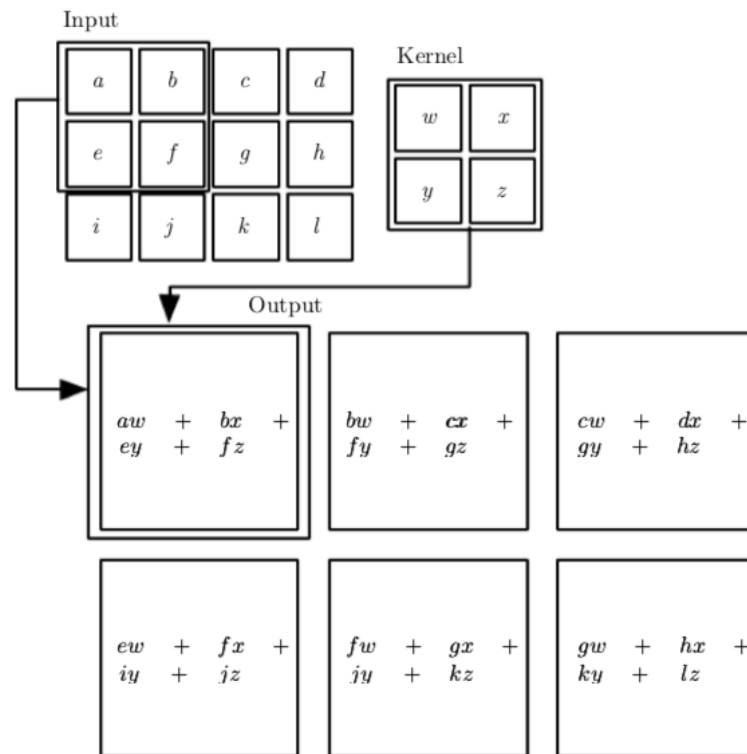 Input
a b c d
e f g h
i j k l
Kernel
w x
y z
Output
aw + bx +
ey + fz
bw + cx +
fy + gz
cw + dx +
gy + hz
ew + fx +
iy + jz
fw + gx +
jy + kz
gw + hx +
ky + lz